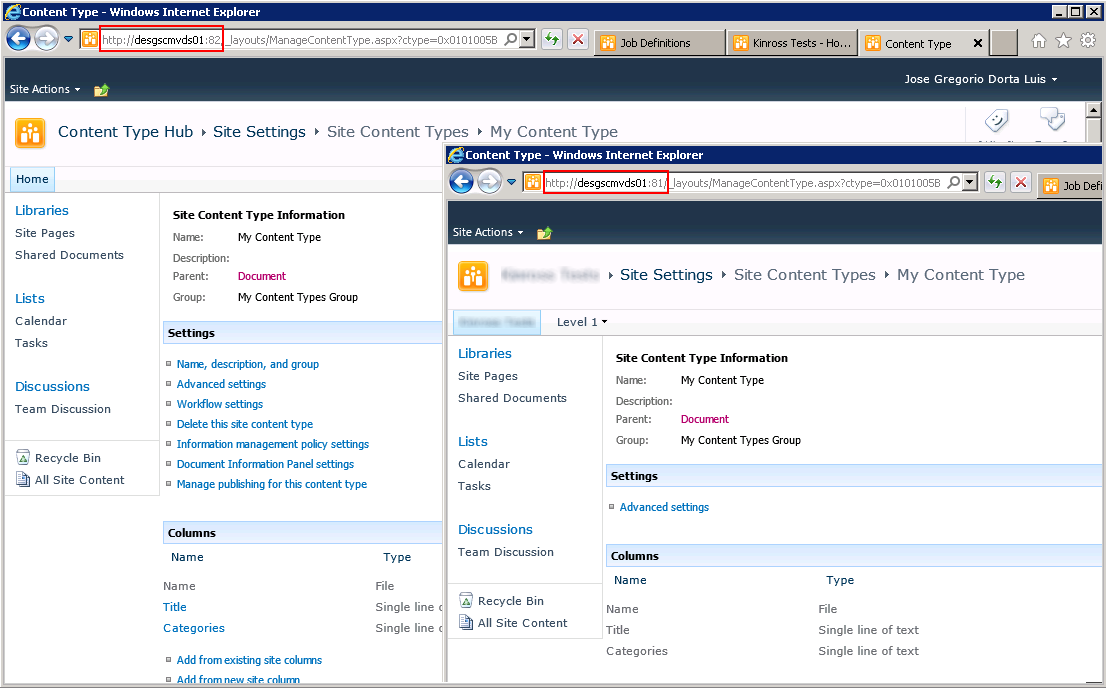 Content Type - Windows Internet Explorer
http://desgscmvds01:82/_layouts/ManageContentType.aspx?ctype=0x0101005B
Job Definitions
Kinross Tests - Ho...
Content Type
Site Actions
Jose Gregorio Dorta Luis
Content Type Hub
Site Settings
Site Content Types
My Content Type
Home
Libraries
Site Pages
Shared Documents
Lists
Calendar
Tasks
Discussions
Team Discussion
Recycle Bin
All Site Content
Site Content Type Information
Name: My Content Type
Description:
Parent: Document
Group: My Content Types Group
Settings
Name, description, and group
Advanced settings
Workflow settings
Delete this site content type
Information management policy settings
Document Information Panel settings
Manage publishing for this content type
Columns
Name Type
Name File
Title Single line
Categories Single line
Add from existing site columns
Add from new site column
Content Type - Windows Internet Explorer
http://desgscmvds01:81/_layouts/ManageContentType.aspx?ctype=0x0101005B
Job Defi
Site Actions
Site Settings
Site Content Types
My Content Type
Level 1
Libraries
Site Pages
Shared Documents
Lists
Calendar
Tasks
Discussions
Team Discussion
Recycle Bin
All Site Content
Site Content Type Information
Name: My Content Type
Description:
Parent: Document
Group: My Content Types Group
Settings
Advanced settings
Columns
Name Type
Name File
Title Single line of text
Categories Single line of text